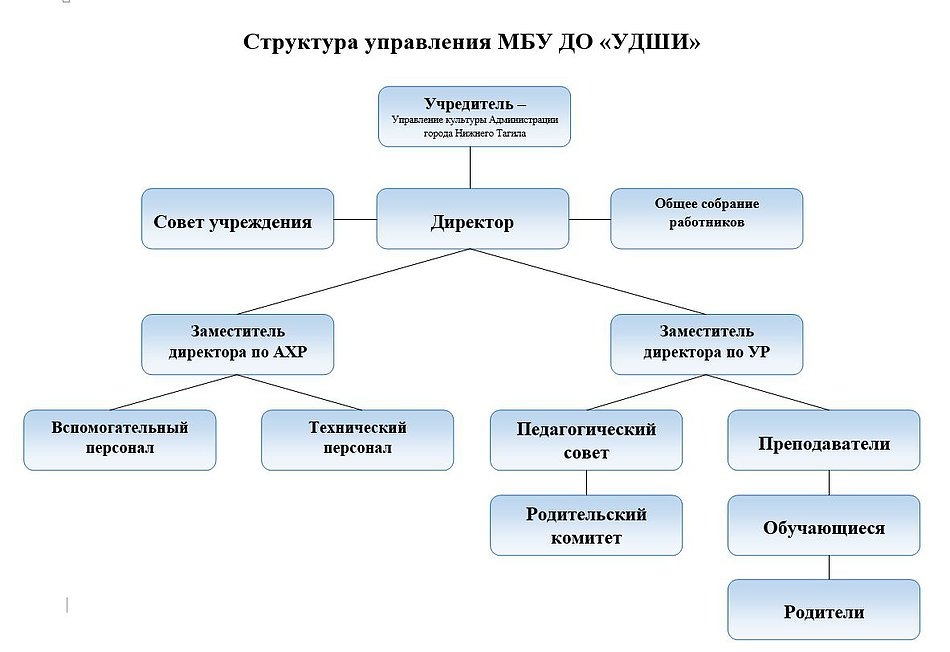 Структура управления МБУ ДО «УДШИ»
Учредитель –
Управление культуры Администрации
города Нижнего Тагила
Совет учреждения
Директор
Общее собрание
работников
Заместитель
директора по АХР
Заместитель
директора по УР
Вспомогательный
персонал
Технический
персонал
Педагогический
совет
Преподаватели
Родительский
комитет
Обучающиеся
Родители